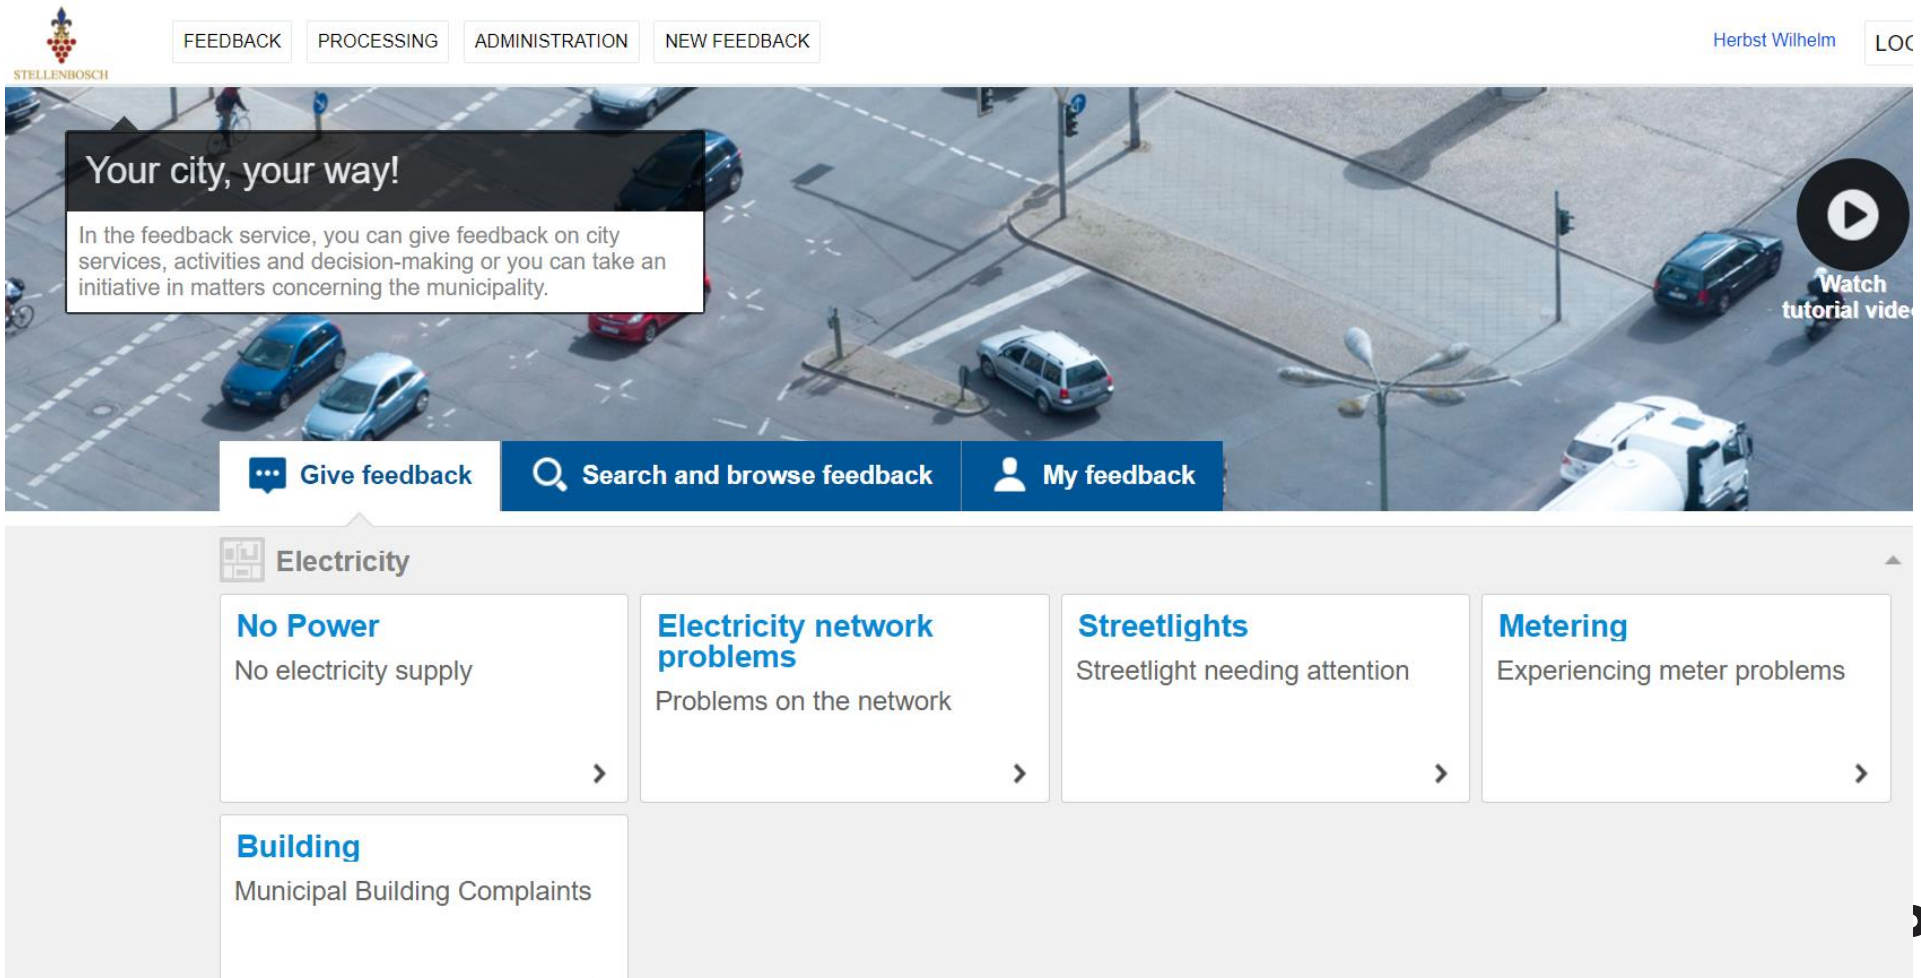 STELLENBOSCH
FEEDBACK
PROCESSING
ADMINISTRATION
NEW FEEDBACK
Herbst Wilhelm
Your city, your way!
In the feedback service, you can give feedback on city
services, activities and decision-making or you can take an
initiative in matters concerning the municipality.
Watch
tutorial
Give feedback
Search and browse feedback
My feedback
Electricity
No Power
No electricity supply
Electricity network
problems
Problems on the network
Streetlights
Streetlight needing attention
Metering
Experiencing meter problems
Building
Municipal Building Complaints